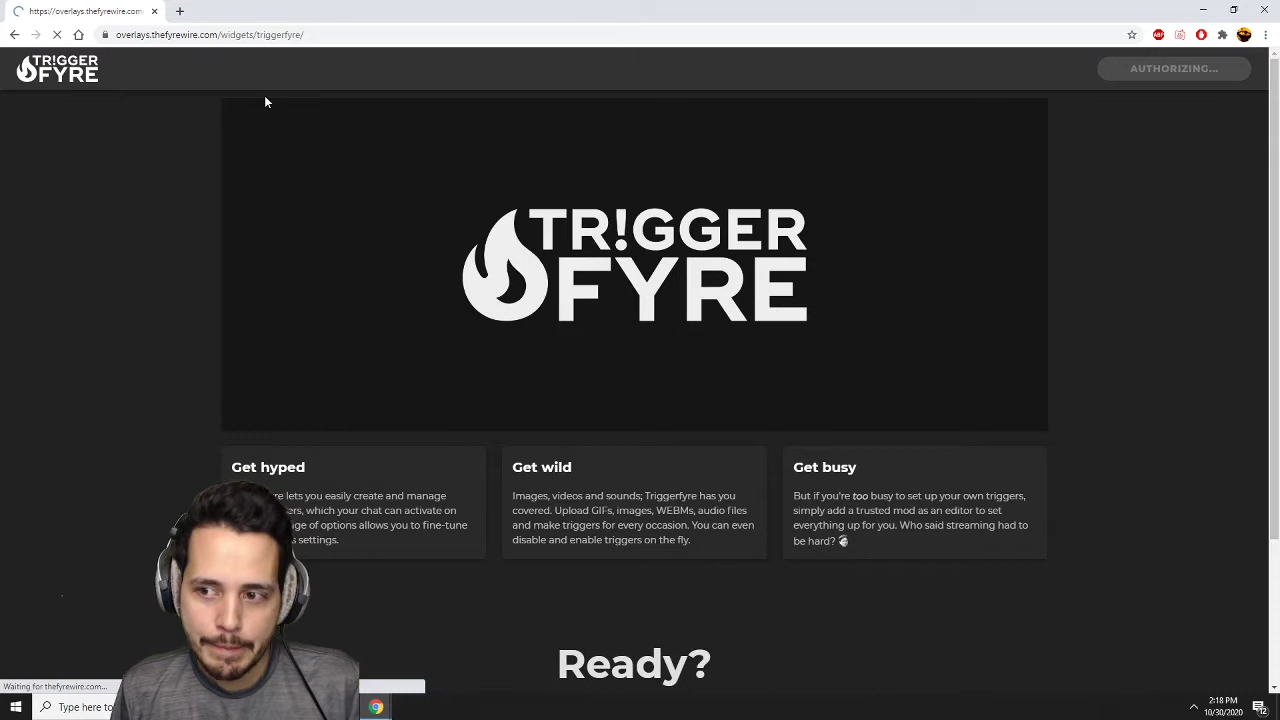 https://overlays.thefyrewire.com/
overlays.thefyrewire.com/widgets/triggerfyre/
ABP
TR!GGER
FYRE
AUTHORIZING...
TR!GGER
FYRE
Get hyped
re lets you easily create and manage
ers, which your chat can activate on
nge of options allows you to fine-tune
s settings.
Get wild
Images, videos and sounds; Triggerfyre has you
covered. Upload GIFs, images, WEBMs, audio files
and make triggers for every occasion. You can even
disable and enable triggers on the fly.
Get busy
But if you're too busy to set up your own triggers,
simply add a trusted mod as an editor to set
everything up for you. Who said streaming had to
be hard?
Ready?
Waiting for thefyrewire.com...
Type here to
2:18 PM
10/30/2020
12